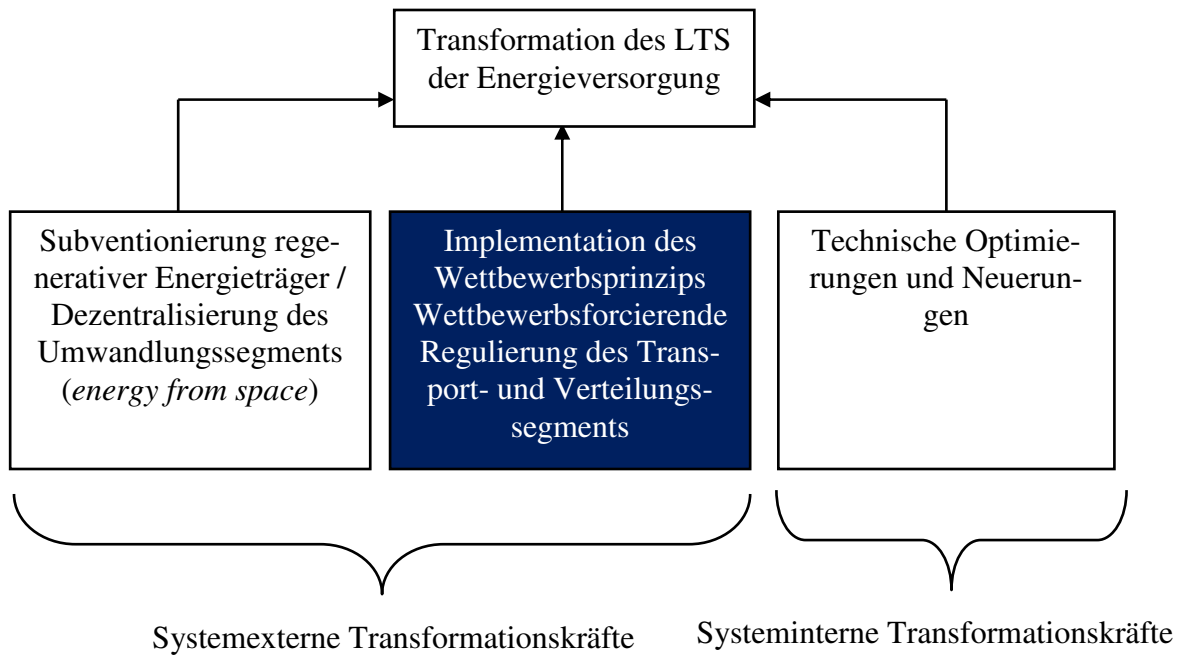 Transformation des LTS
der Energieversorgung
Subventionierung rege-
nerativer Energieträger /
Dezentralisierung des
Umwandlungssegments
(energy from space)
Implementation des
Wettbewerbsprinzips
Wettbewerbsforcierende
Regulierung des Trans-
port- und Verteilungs-
segments
Technische Optimie-
rungen und Neuerun-
gen
Systemexterne Transformationskräfte
Systeminterne Transformationskräfte